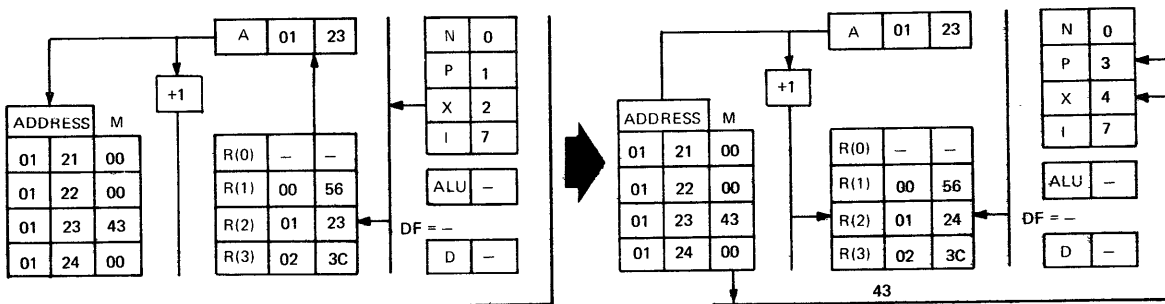 A 01 23
+1
ADDRESS M
01 21 00
01 22 00
01 23 43
01 24 00
R(0) – –
R(1) 00 56
R(2) 01 23
R(3) 02 3C
N 0
P 1
X 2
I 7
ALU –
DF = –
D –
A 01 23
+1
ADDRESS M
01 21 00
01 22 00
01 23 43
01 24 00
R(0) – –
R(1) 00 56
R(2) 01 24
R(3) 02 3C
N 0
P 3
X 4
I 7
ALU –
DF = –
D –
43